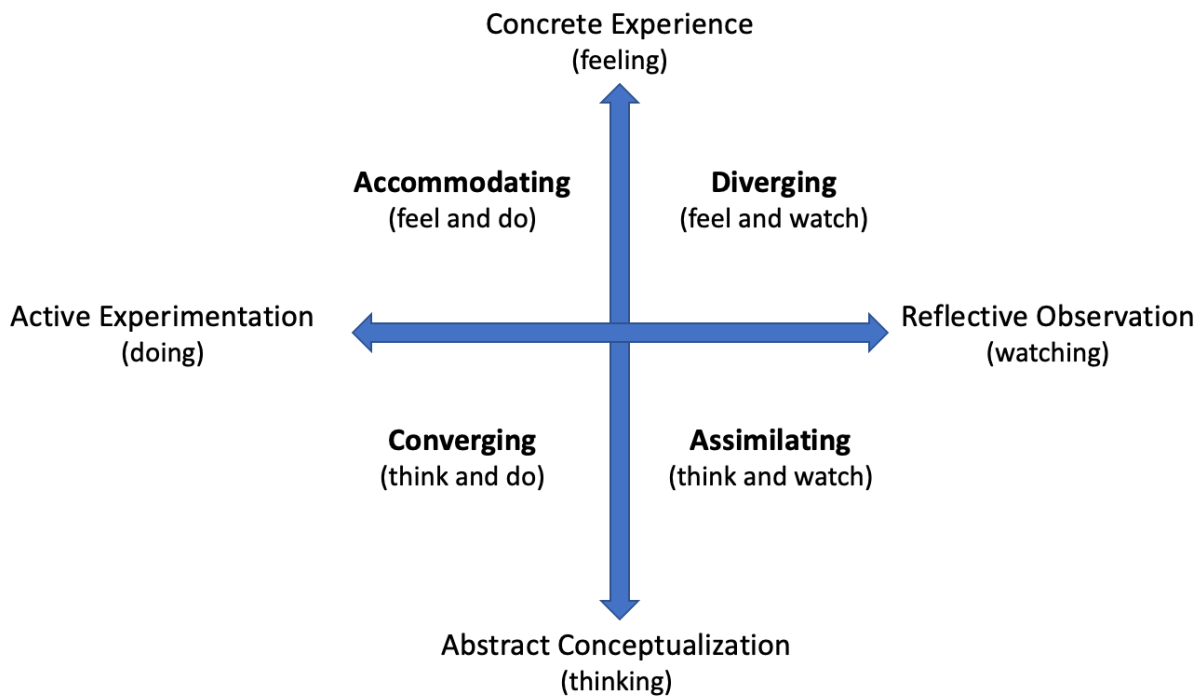 Concrete Experience
(feeling)
Accommodating
(feel and do)
Diverging
(feel and watch)
Active Experimentation
(doing)
Reflective Observation
(watching)
Converging
(think and do)
Assimilating
(think and watch)
Abstract Conceptualization
(thinking)